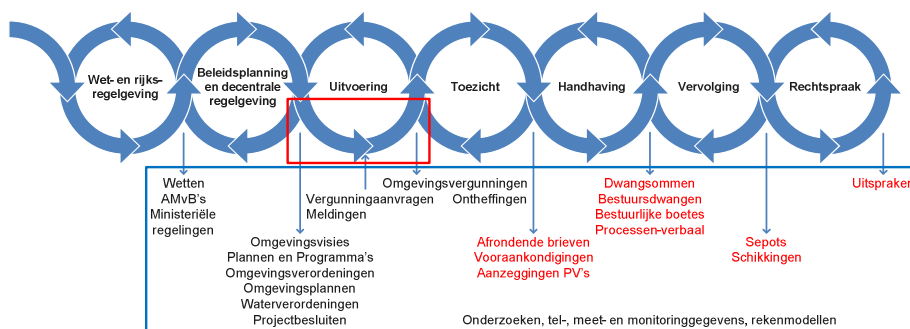 Wet- en rijks-
regelgeving
Beleidsplanning
en decentrale
regelgeving
Uitvoering
Toezicht
Handhaving
Vervolging
Rechtspraak
Wetten
AMvB's
Ministeriële
regelingen
Vergunningaanvragen
Meldingen
Omgevingsvergunningen
Ontheffingen
Dwangsommen
Bestuursdwangen
Bestuurlijke boetes
Processen-verbaal
Uitspraken
Omgevingsvisies
Plannen en Programma's
Omgevingsverordeningen
Omgevingsplannen
Waterverordeningen
Projectbesluiten
Afrondende brieven
Vooraankondigingen
Aanzeggingen PV's
Sepots
Schikkingen
Onderzoeken, tel-, meet- en monitoringgegevens, rekenmodellen